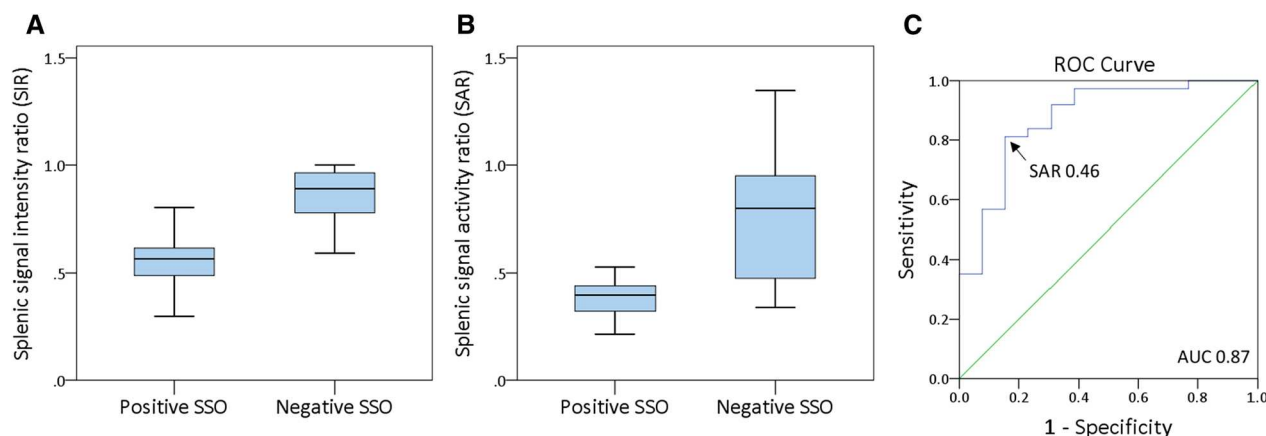 A
Splenic signal intensity ratio (SIR)
1.5
1.0
.5
.0
Positive SSO
Negative SSO
B
Splenic signal activity ratio (SAR)
1.5
1.0
.5
.0
Positive SSO
Negative SSO
C
ROC Curve
Sensitivity
1.0
0.8
0.6
0.4
0.2
0.0
SAR 0.46
AUC 0.87
0.0 0.2 0.4 0.6 0.8 1.0
1 - Specificity